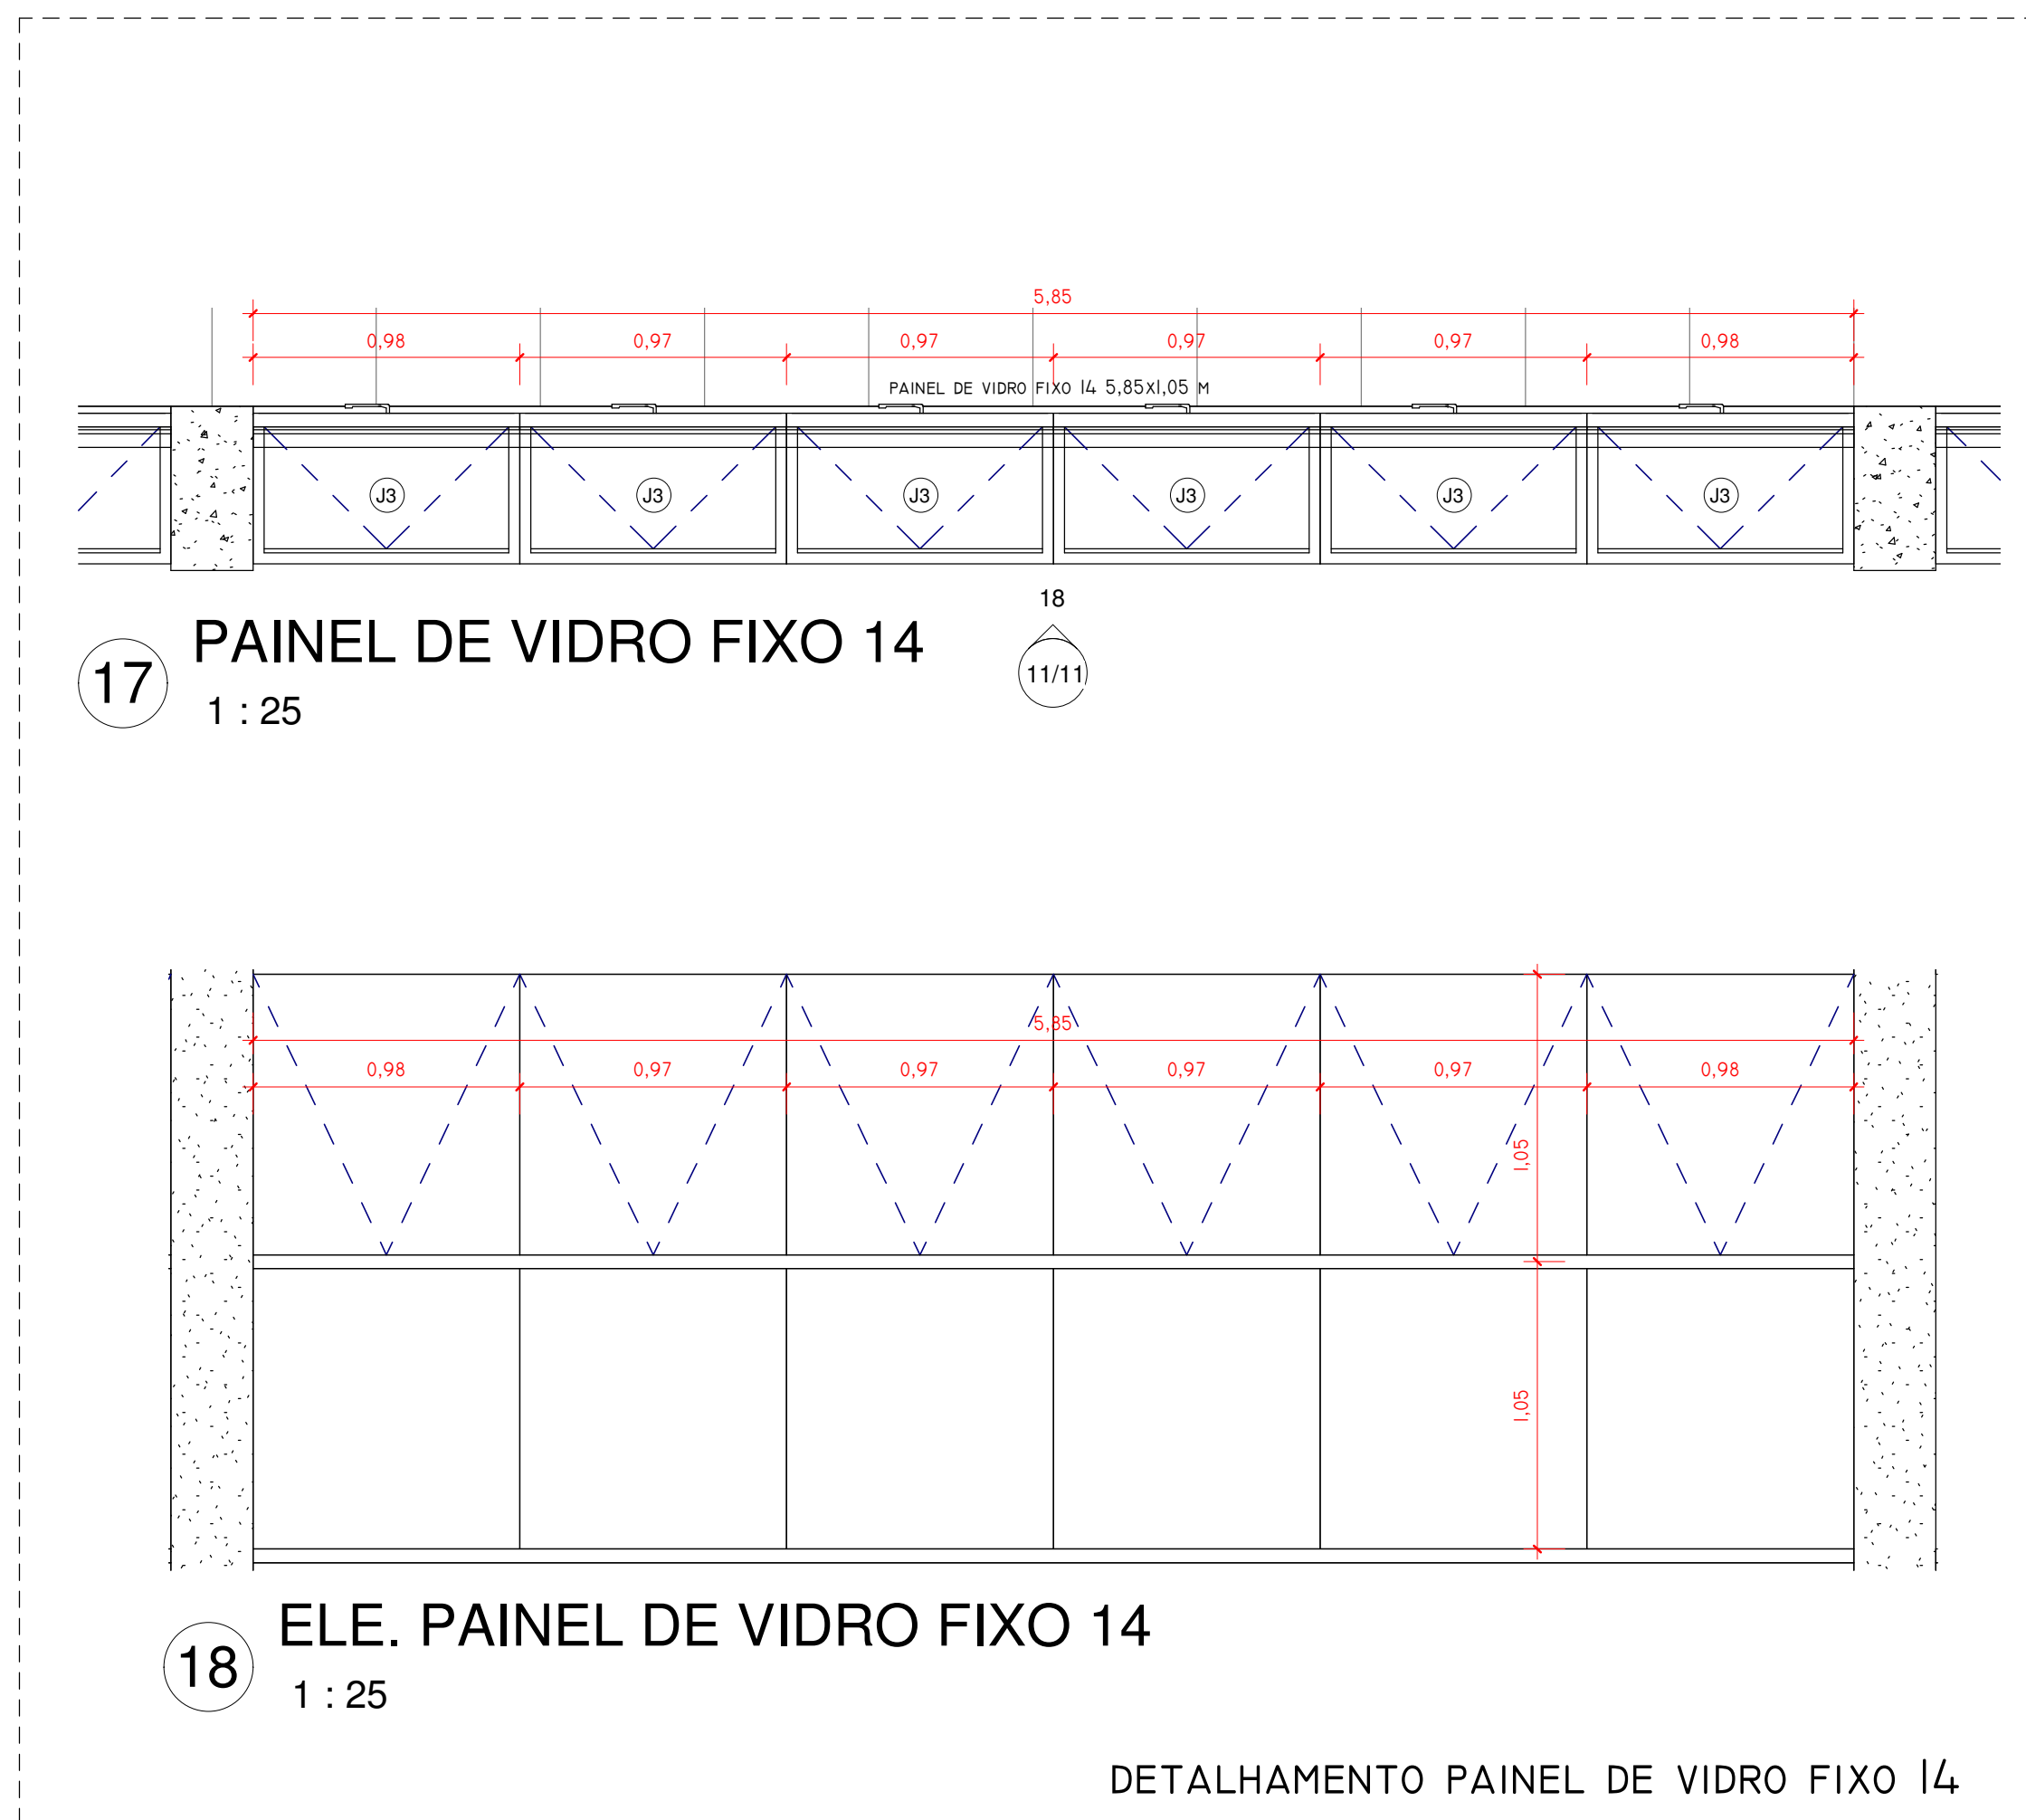 5,85
0,98 0,97 0,97 0,97 0,97 0,98
PAINEL DE VIDRO FIXO 14 5,85X1,05 M
J3 J3 J3 J3 J3 J3
18
11/11
17 PAINEL DE VIDRO FIXO 14
1 : 25
5,85
0,98 0,97 0,97 0,97 0,97 0,98
1,05
1,05
18 ELE. PAINEL DE VIDRO FIXO 14
1 : 25
DETALHAMENTO PAINEL DE VIDRO FIXO 14